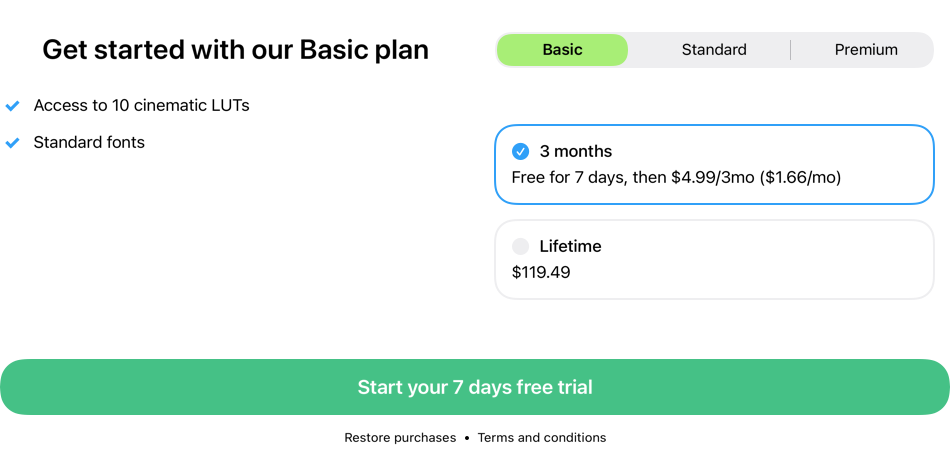 Get started with our Basic plan
Access to 10 cinematic LUTs
Standard fonts
Basic
Standard
Premium
3 months
Free for 7 days, then $4.99/3mo ($1.66/mo)
Lifetime
$119.49
Start your 7 days free trial
Restore purchases • Terms and conditions